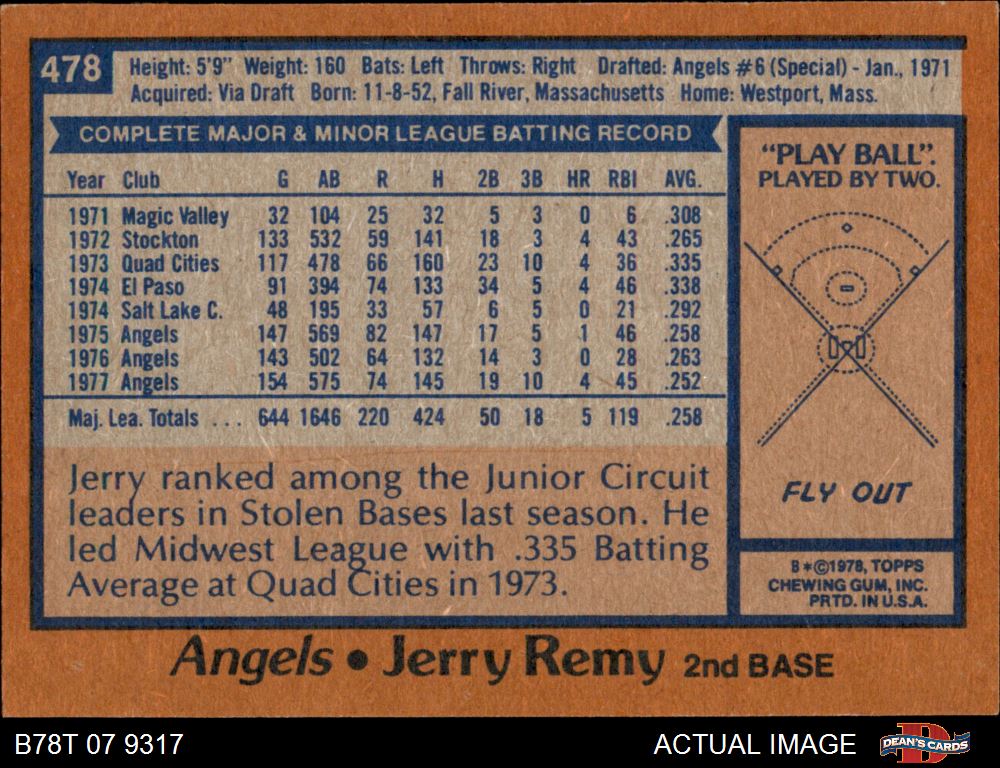 478
Height: 5'9" Weight: 160 Bats: Left Throws: Right Drafted: Angels #6 (Special) - Jan., 1971
Acquired: Via Draft Born: 11-8-52, Fall River, Massachusetts Home: Westport, Mass.
COMPLETE MAJOR & MINOR LEAGUE BATTING RECORD
Year Club G AB R H 2B 3B HR RBI AVG.
1971 Magic Valley 32 104 25 32 5 3 0 6 .308
1972 Stockton 133 532 59 141 18 3 4 43 .265
1973 Quad Cities 117 478 66 160 23 10 4 36 .335
1974 El Paso 91 394 74 133 34 5 4 46 .338
1974 Salt Lake C. 48 195 33 57 6 5 0 21 .292
1975 Angels 147 569 82 147 17 5 1 46 .258
1976 Angels 143 502 64 132 14 3 0 28 .263
1977 Angels 154 575 74 145 19 10 4 45 .252
Maj. Lea. Totals ... 644 1646 220 424 50 18 5 119 .258
Jerry ranked among the Junior Circuit
leaders in Stolen Bases last season. He
led Midwest League with .335 Batting
Average at Quad Cities in 1973.
"PLAY BALL".
PLAYED BY TWO.
FLY OUT
B*©1978, TOPPS
CHEWING GUM, INC.
PRTD. IN U.S.A.
Angels • Jerry Remy 2nd BASE
B78T 07 9317
ACTUAL IMAGE
DEAN'S CARDS